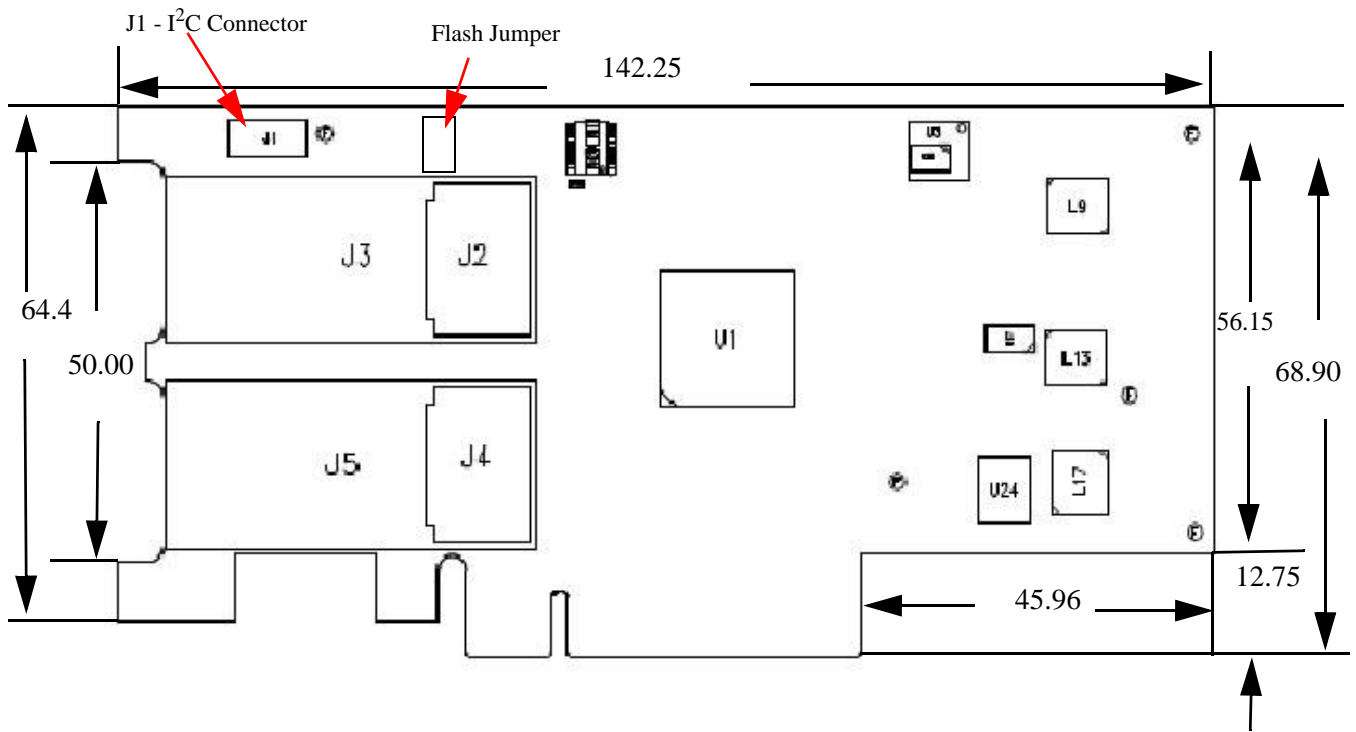 J1 - I²C Connector
Flash Jumper
142.25
J1
U3
L9
J3
J2
64.4
U1
56.15
50.00
L13
68.90
J5
J4
U24
L17
12.75
45.96